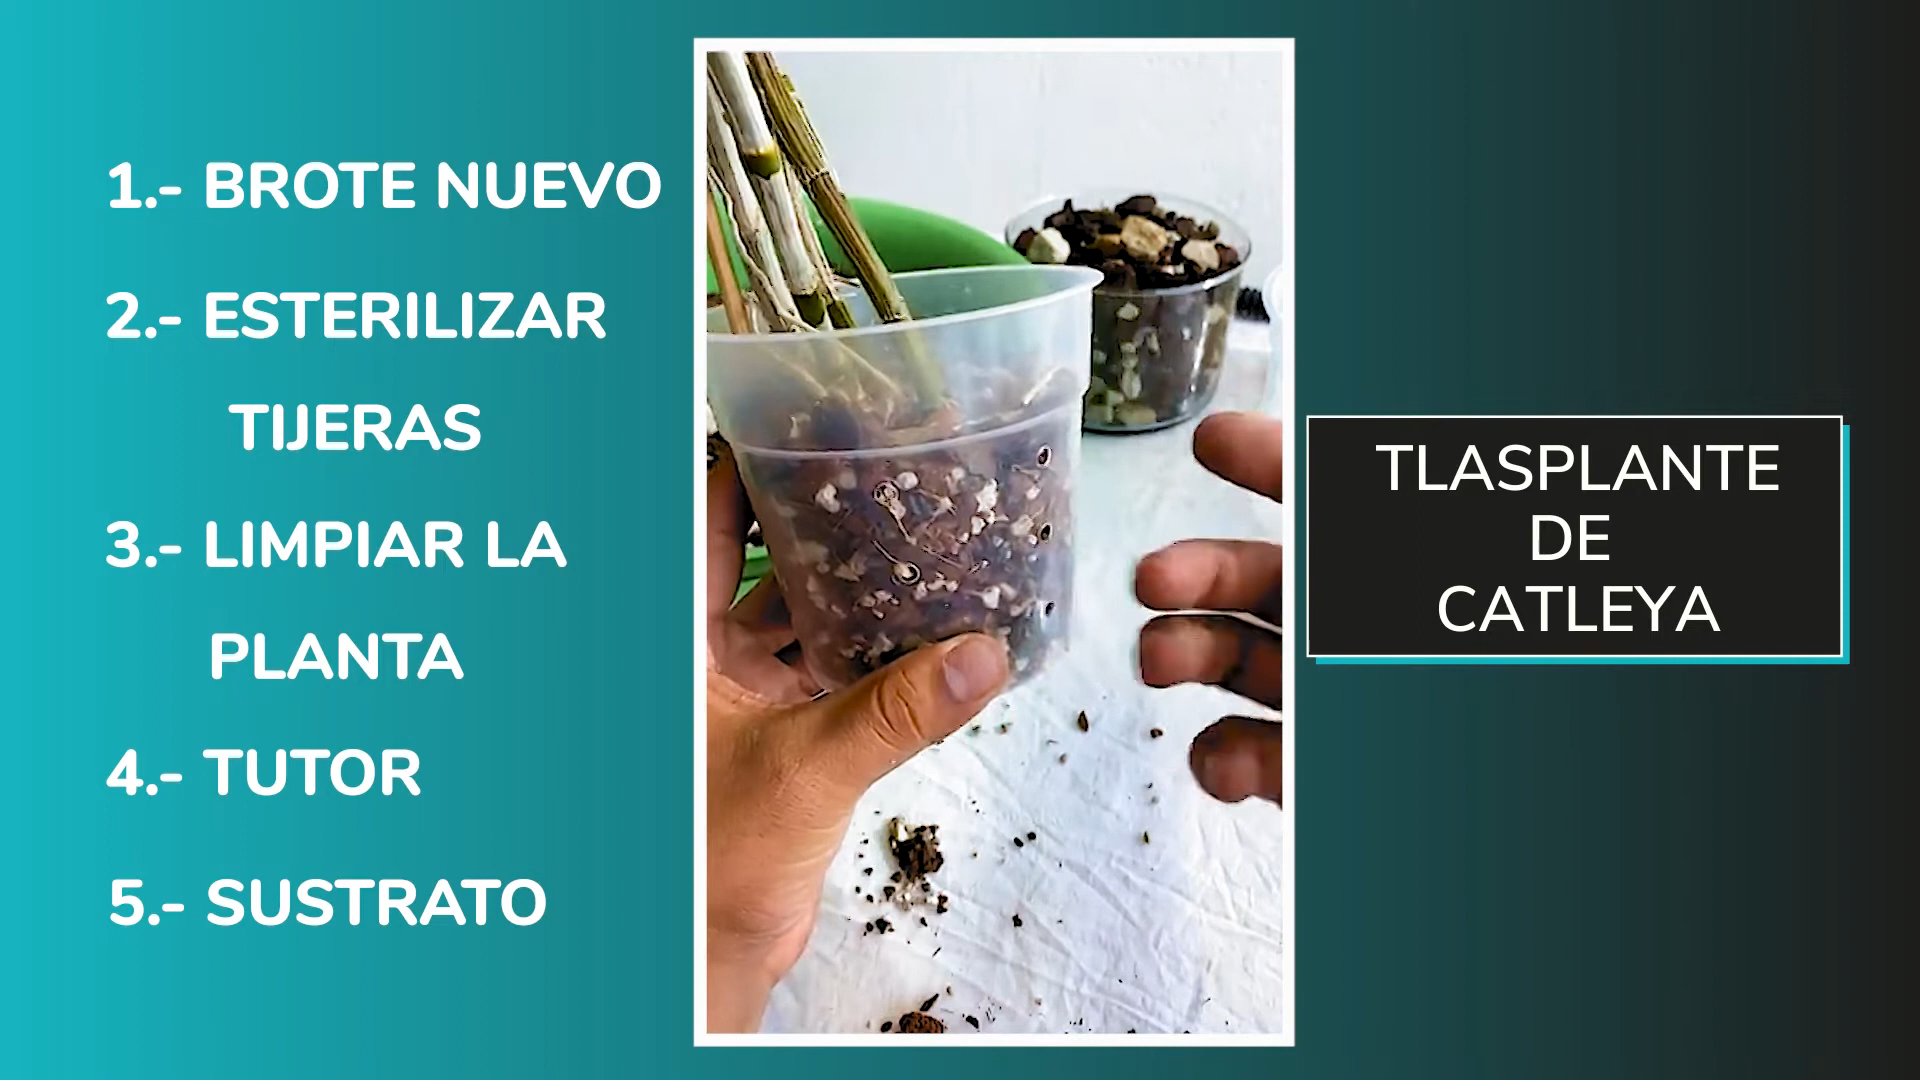 1.- BROTE NUEVO
2.- ESTERILIZAR
TIJERAS
3.- LIMPIAR LA
PLANTA
4.- TUTOR
5.- SUSTRATO
TLASPLANTE
DE
CATLEYA